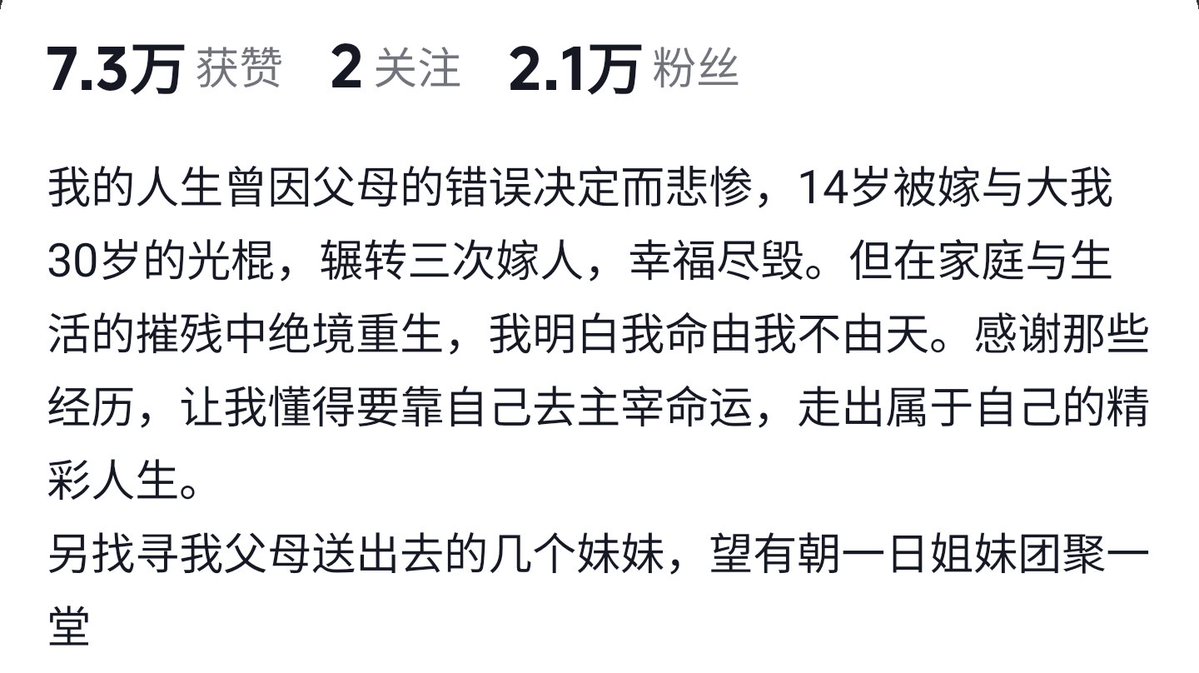 7.3万 获赞 2 关注 2.1万 粉丝
我的人生曾因父母的错误决定而悲惨，14岁被嫁与大我
30岁的光棍，辗转三次嫁人，幸福尽毁。但在家庭与生
活的摧残中绝境重生，我明白我命由我不由天。感谢那些
经历，让我懂得要靠自己去主宰命运，走出属于自己的精
彩人生。
另找寻我父母送出去的几个妹妹，望有朝一日姐妹团聚一
堂